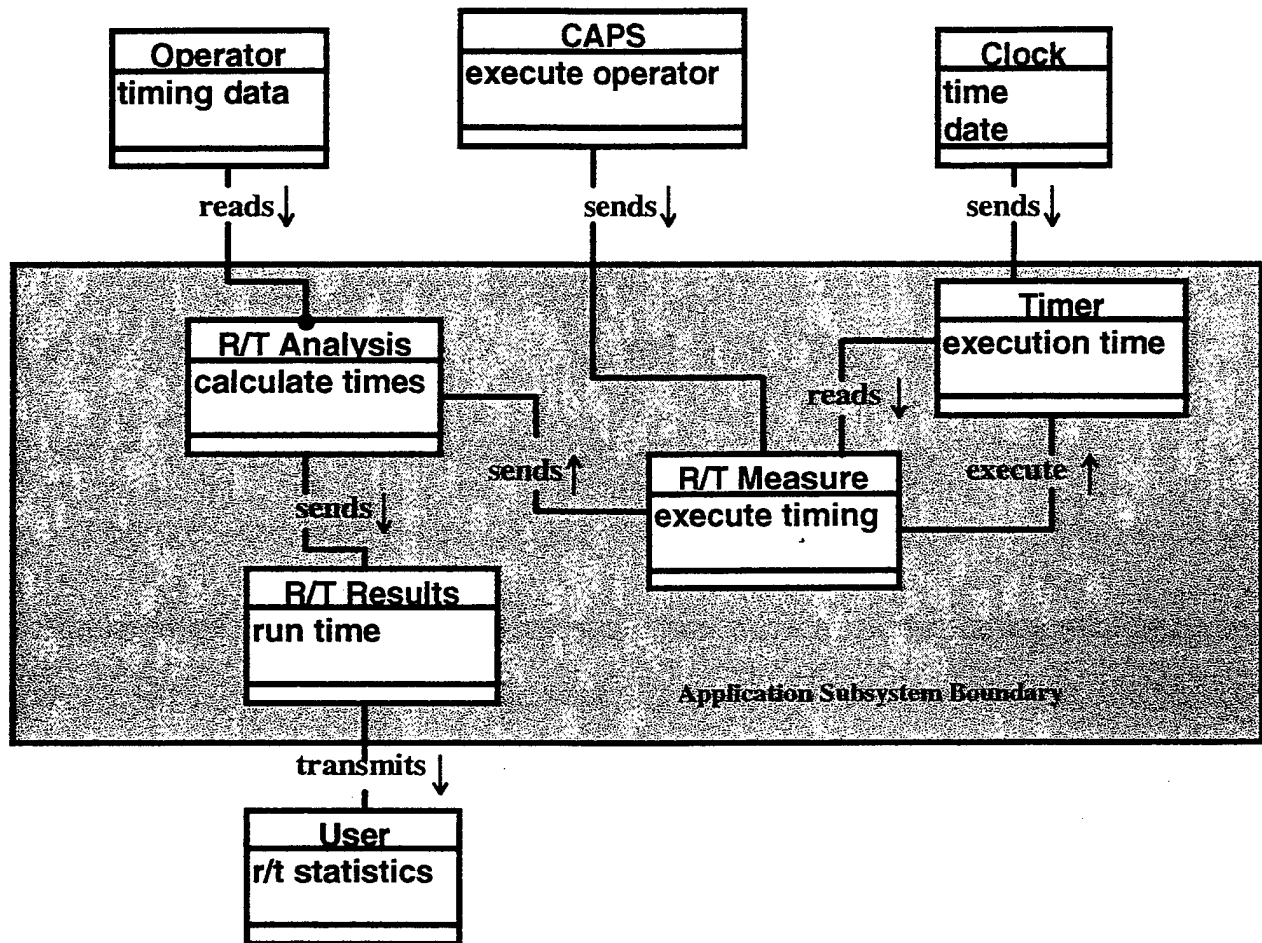 Operator
timing data
CAPS
execute operator
Clock
time
date
reads
sends
sends
R/T Analysis
calculate times
Timer
execution time
reads
sends
R/T Measure
execute timing
execute
sends
R/T Results
run time
Application Subsystem Boundary
transmits
User
r/t statistics